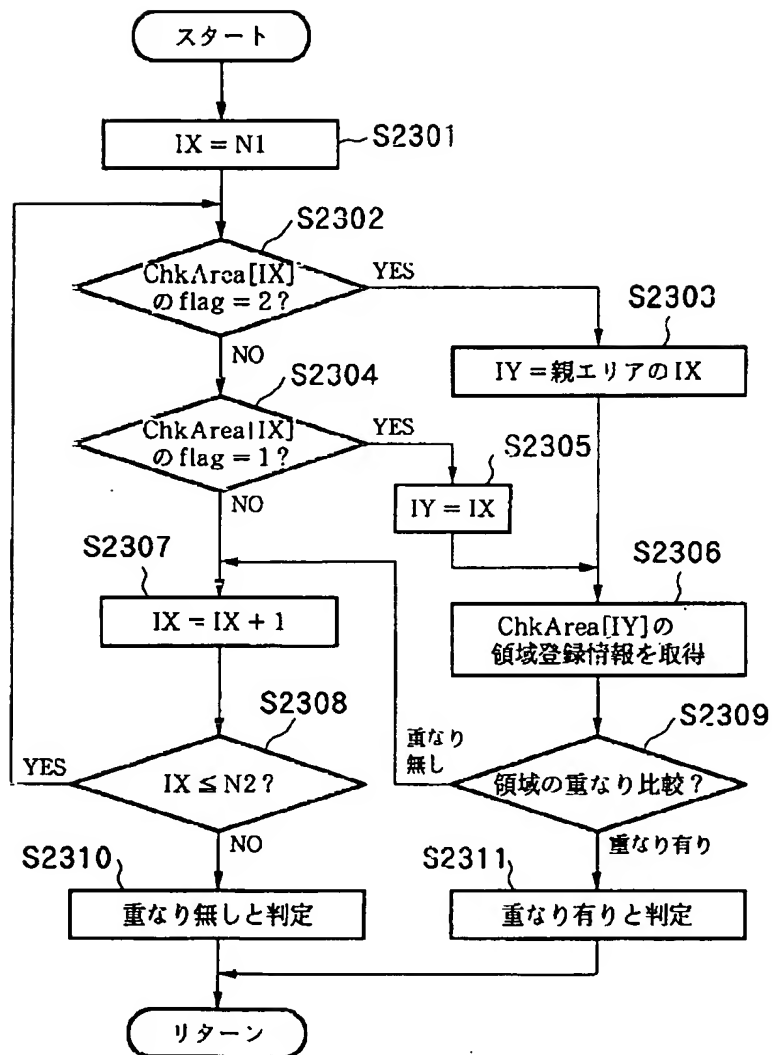 スタート
IX = N1
S2301
S2302
ChkArea[IX]
のflag = 2?
YES
NO
S2303
IY=親エリアのIX
S2304
ChkArea[IX]
のflag = 1?
YES
NO
S2305
IY = IX
S2306
ChkArea[IY]の
領域登録情報を取得
S2307
IX = IX + 1
S2308
IX ≦ N2?
YES
NO
S2309
領域の重なり比較?
重なり
無し
重なり有り
S2310
重なり無しと判定
S2311
重なり有りと判定
リターン